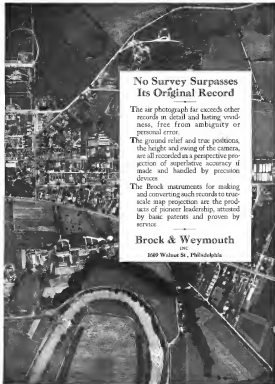 No Survey Surpasses
Its Original Record
The air photograph far exceeds other
records in detail and lasting vivid-
ness, free from ambiguity or
personal error.
The ground relief and true positions,
the height and swing of the camera,
are all recorded as a perspective pro-
jection of superlative accuracy if
made and handled by precision
devices
The Brock instruments for making
and converting such records to true-
scale map projection are the prod-
ucts of pioneer leadership, attested
by basic patents and proven by
service
Brock & Weymouth
INC
1609 Walnut St., Philadelphia